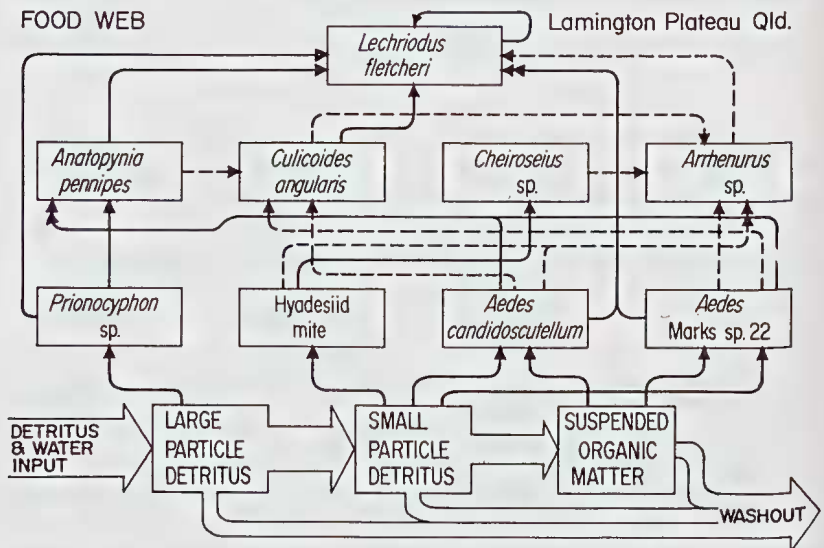 FOOD WEB
Lamington Plateau Qld.
Lechriodus
fletcheri
Anatopynia
pennipes
Culicoides
angularis
Cheiroseius
sp.
Arrhenurus
sp.
Prionocyphon
sp.
Hyadesiid
mite
Aedes
candidoscutellum
Aedes
Marks sp. 22
DETRITUS
& WATER
INPUT
LARGE
PARTICLE
DETRITUS
SMALL
PARTICLE
DETRITUS
SUSPENDED
ORGANIC
MATTER
WASHOUT